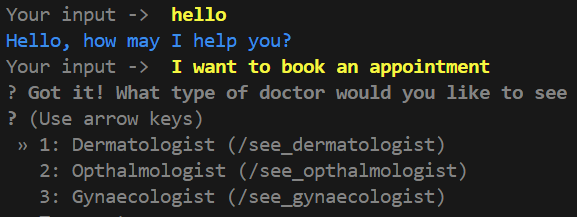 Your input -> hello
Hello, how may I help you?
Your input -> I want to book an appointment
? Got it! What type of doctor would you like to see
? (Use arrow keys)
» 1: Dermatologist (/see_dermatologist)
2: Opthalmologist (/see_opthalmologist)
3: Gynaecologist (/see_gynaecologist)